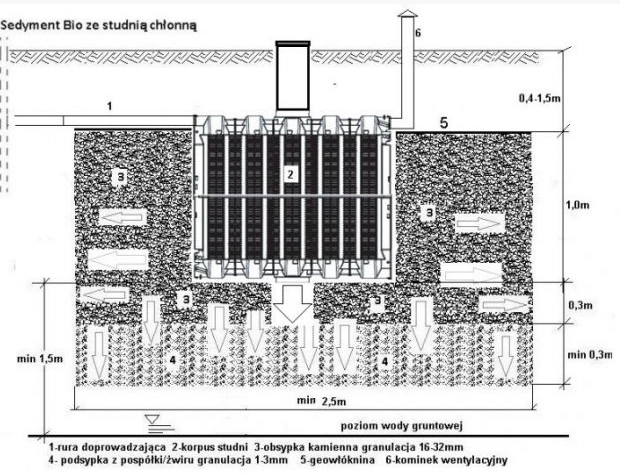 Sedyment Bio ze studnią chłonną
6
0,4-1,5m
1
5
2
3
3
1,0m
3
3
0,3m
4
4
min 1,5m
min 0,3m
min 2,5m
poziom wody gruntowej
1-rura doprowadzająca 2-korpus studni 3-obsypka kamienna granulacja 16-32mm
4- podsypka z pospółki/żwiru granulacja 1-3mm 5-geowłóknina 6-kominek wentylacyjny